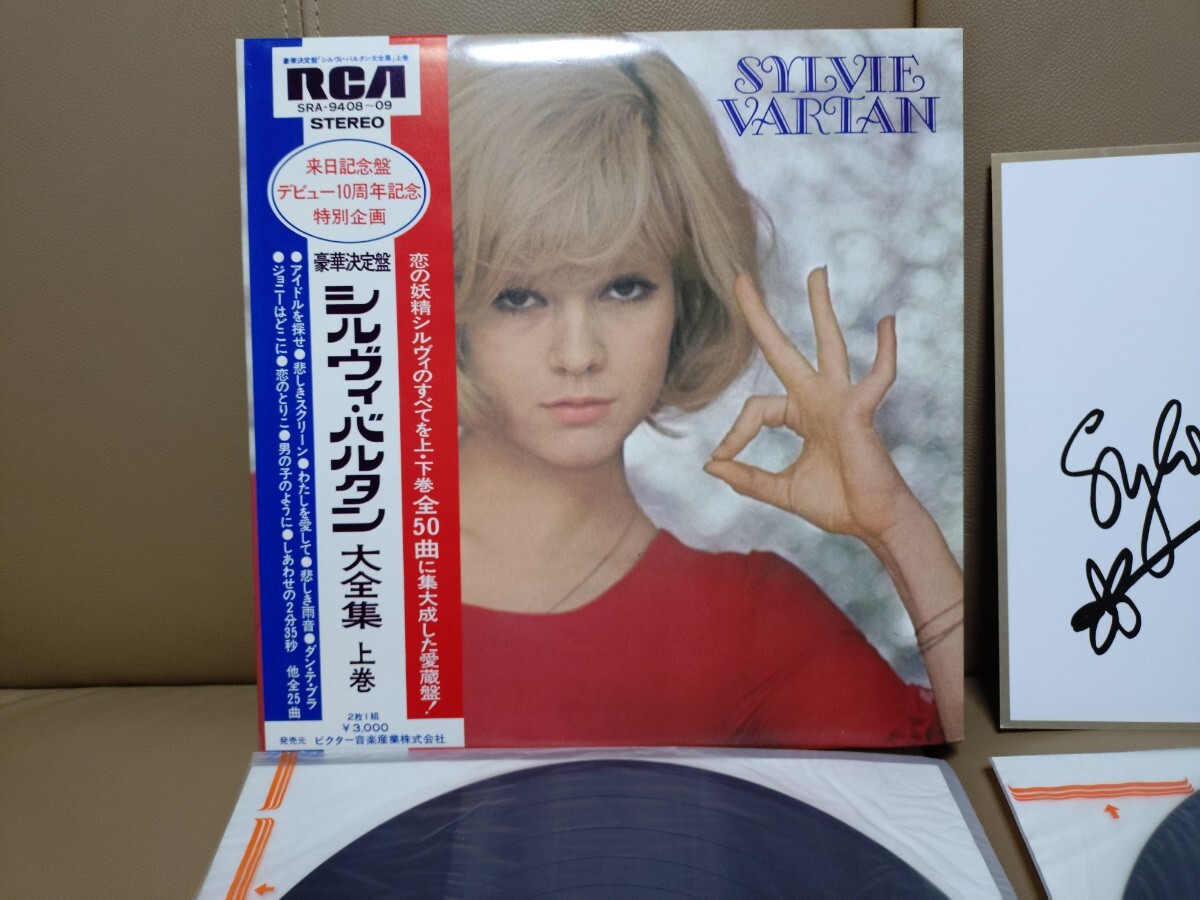 豪華決定盤「シルヴィ・バルタン大全集」上巻
RCA
SRA-9408~09
STEREO
来日記念盤
デビュー10周年記念
特別企画
恋の妖精シルヴィのすべてを上・下巻全50曲に集大成した愛蔵盤!
豪華決定盤
シルヴィ・バルタン
大全集
上巻
●アイドルを探せ●悲しきスクリーン●わたしを愛して●悲しき雨音●ダン・テ・ブラ
●ジョニーはどこに●恋のとりこ●男の子のように●しあわせの2分35秒 他全25曲
2枚1組
¥3,000
発売元 ビクター音楽産業株式会社
SYLVIE
VARTAN